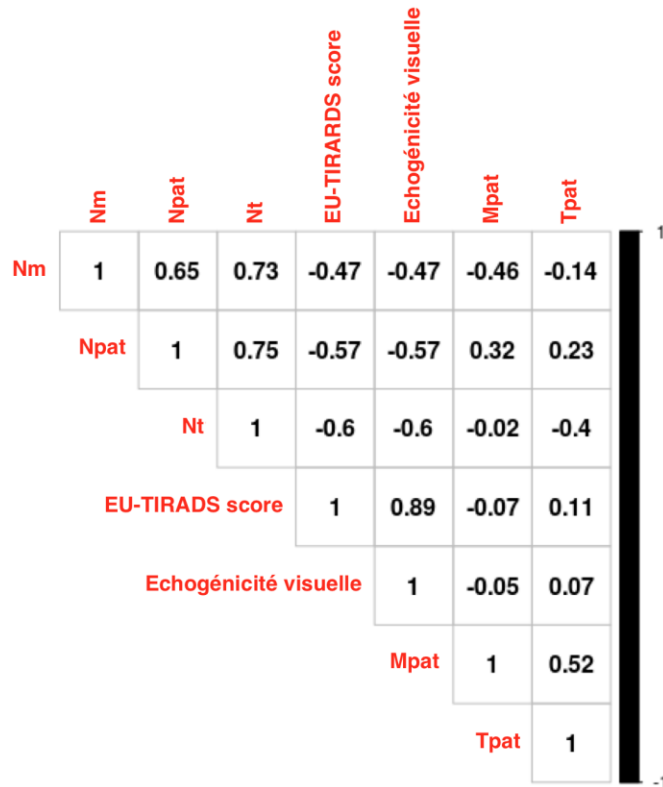 Nm Npat Nt EU-TIRARDS score Echogénicité visuelle Mpat Tpat
1
Nm 1 0.65 0.73 -0.47 -0.47 -0.46 -0.14
Npat 1 0.75 -0.57 -0.57 0.32 0.23
Nt 1 -0.6 -0.6 -0.02 -0.4
EU-TIRADS score 1 0.89 -0.07 0.11
Echogénicité visuelle 1 -0.05 0.07
Mpat 1 0.52
Tpat 1
-1